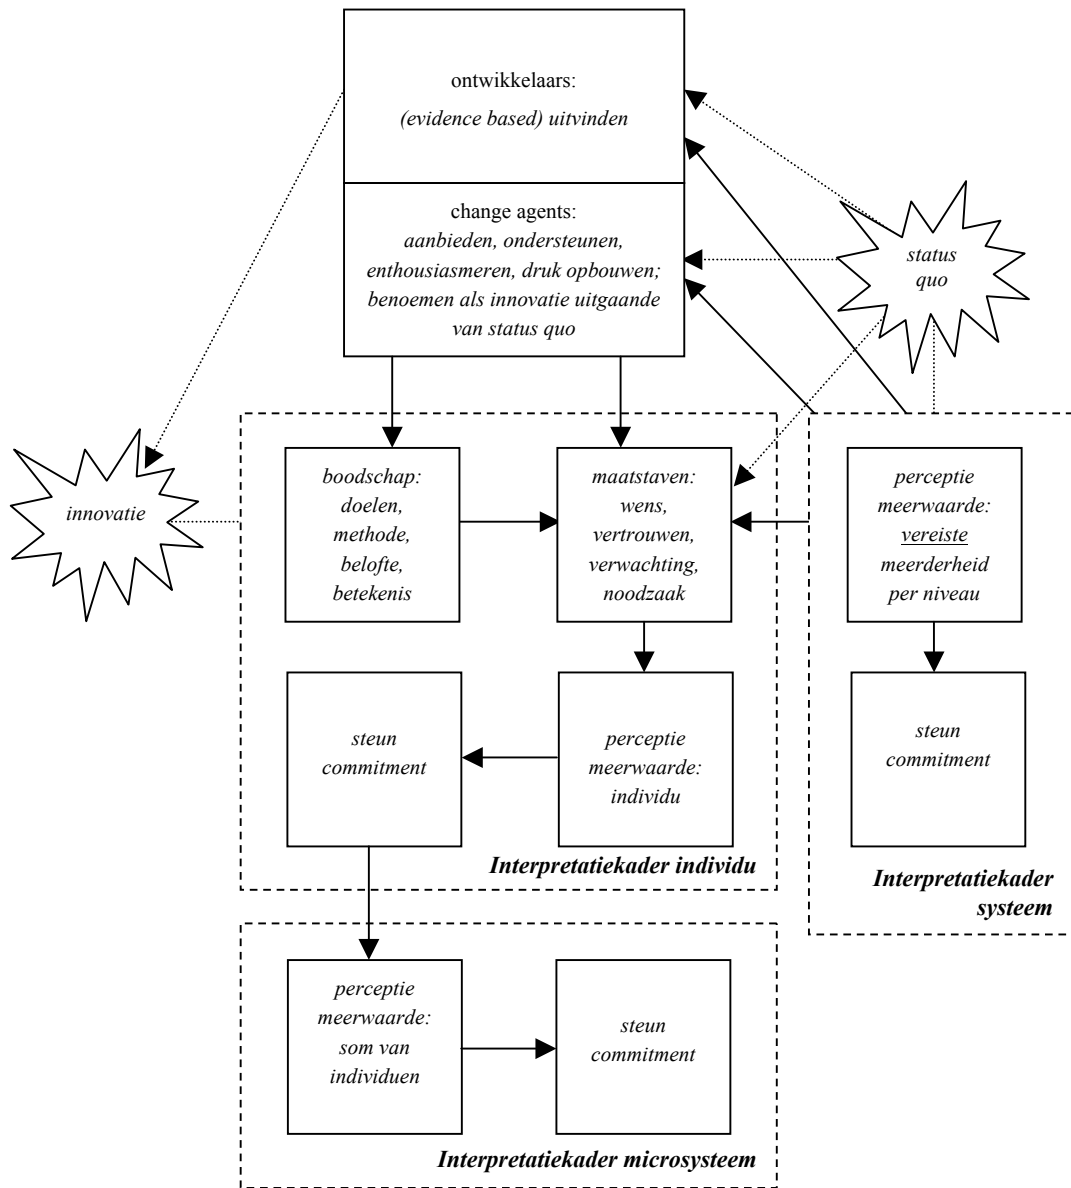 ontwikkelaars:
(evidence based) uitvinden
change agents:
aanbieden, ondersteunen,
enthousiasmeren, druk opbouwen;
benoemen als innovatie uitgaande
van status quo
status
quo
innovatie
boodschap:
doelen,
methode,
belofte,
betekenis
maatstaven:
wens,
vertrouwen,
verwachting,
noodzaak
perceptie
meerwaarde:
vereiste
meerderheid
per niveau
steun
commitment
perceptie
meerwaarde:
individu
steun
commitment
Interpretatiekader individu
Interpretatiekader
systeem
perceptie
meerwaarde:
som van
individuen
steun
commitment
Interpretatiekader microsysteem